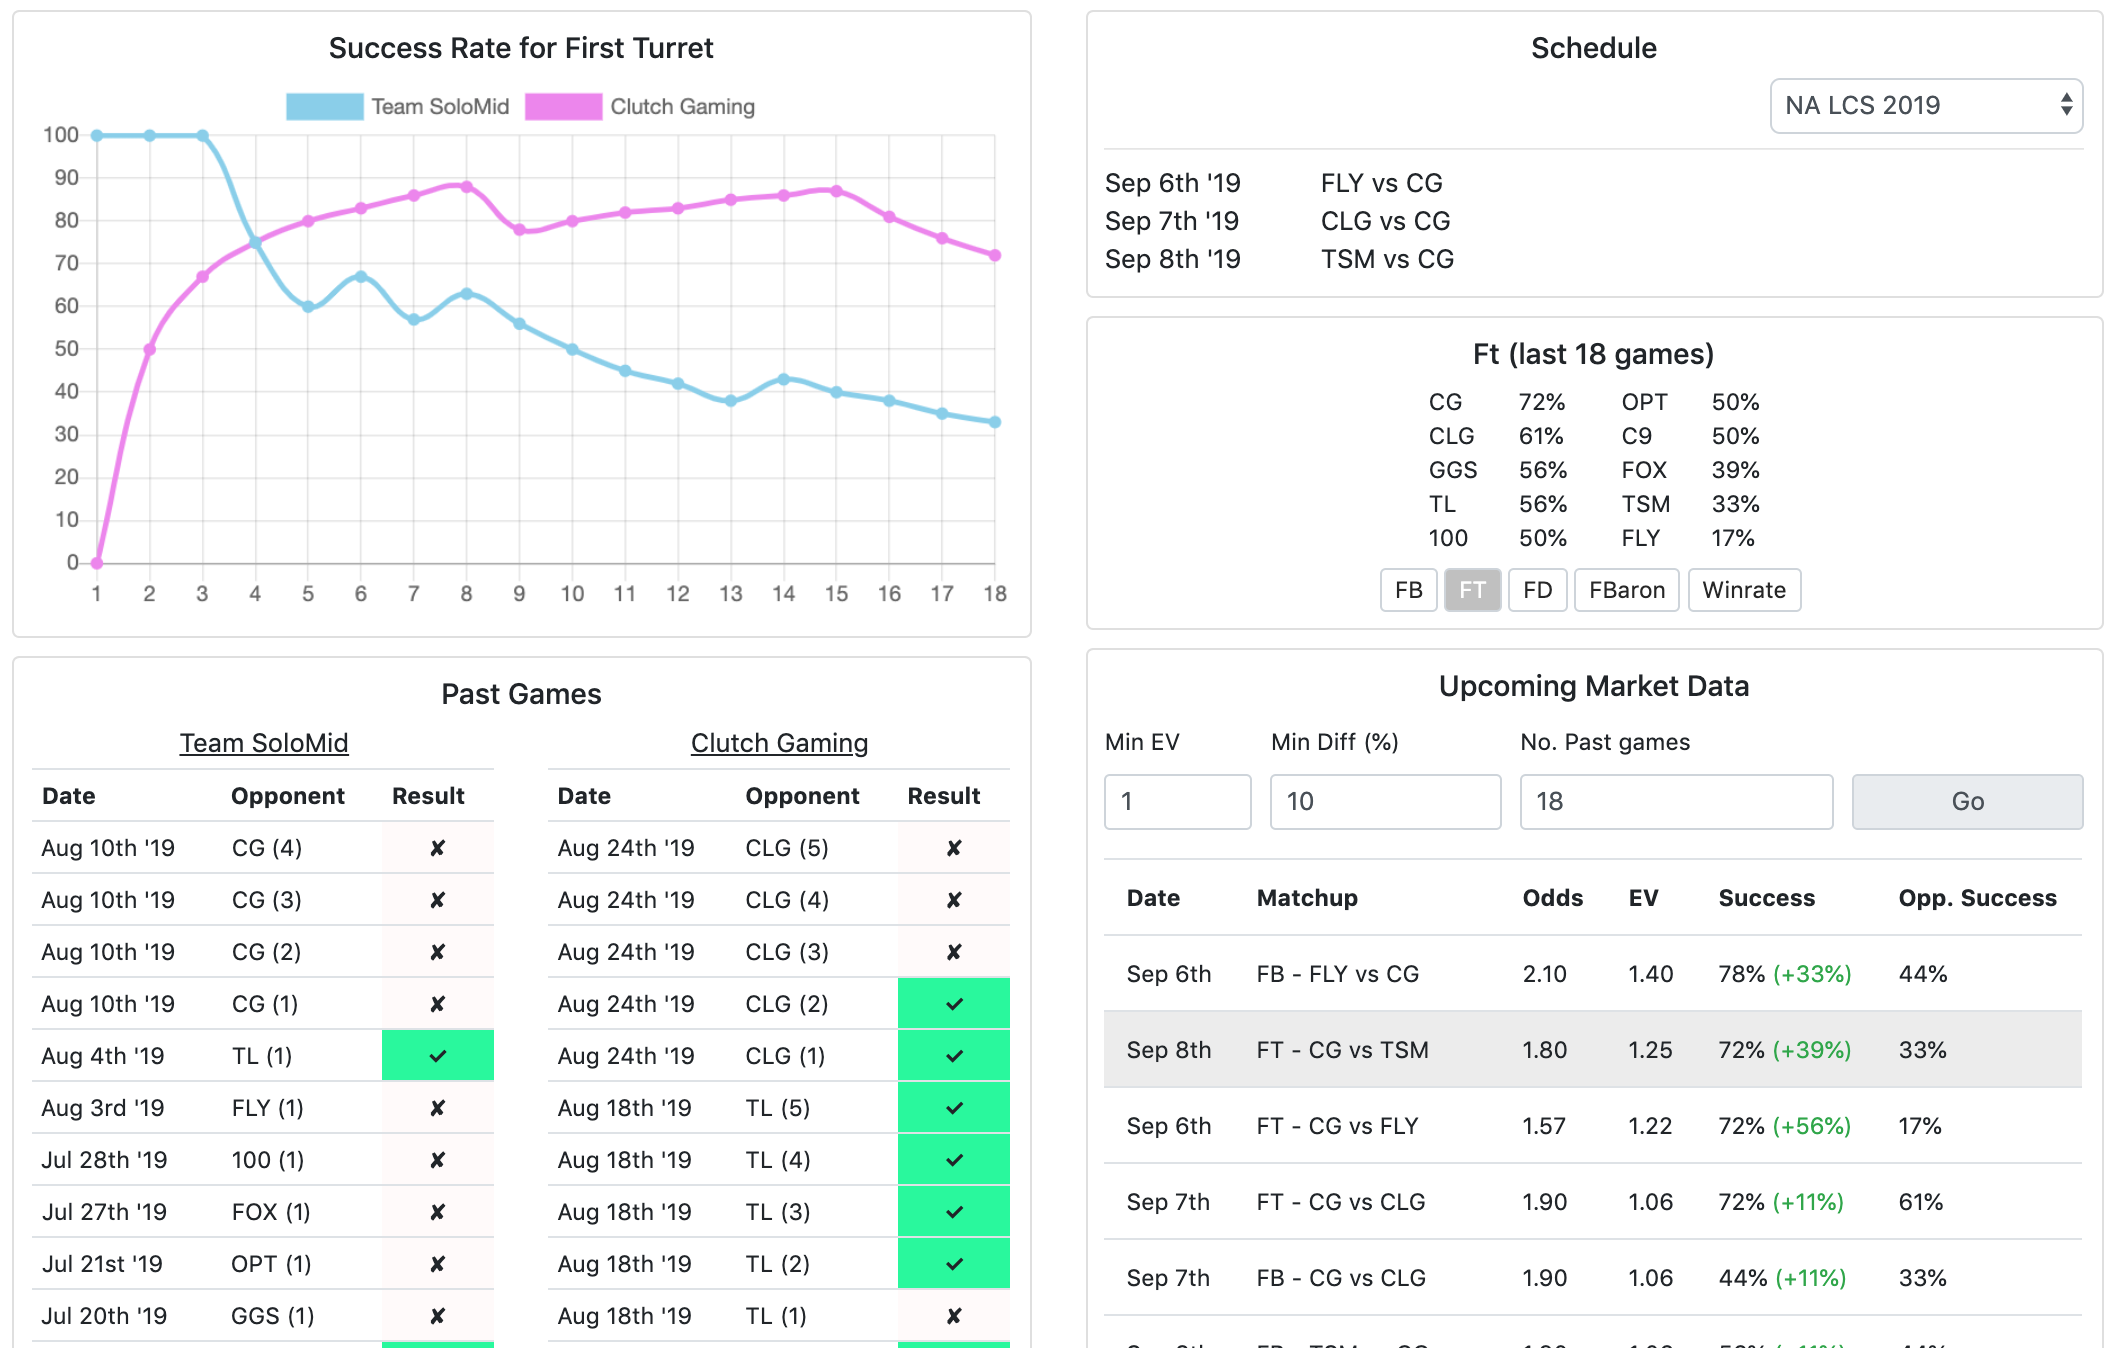 Success Rate for First Turret
Team SoloMid Clutch Gaming
100
90
80
70
60
50
40
30
20
10
0
1 2 3 4 5 6 7 8 9 10 11 12 13 14 15 16 17 18
Schedule
NA LCS 2019
Sep 6th '19 FLY vs CG
Sep 7th '19 CLG vs CG
Sep 8th '19 TSM vs CG
Ft (last 18 games)
CG 72% OPT 50%
CLG 61% C9 50%
GGS 56% FOX 39%
TL 56% TSM 33%
100 50% FLY 17%
FB FT FD FBaron Winrate
Past Games
Team SoloMid
Date Opponent Result
Aug 10th '19 CG (4) ✘
Aug 10th '19 CG (3) ✘
Aug 10th '19 CG (2) ✘
Aug 10th '19 CG (1) ✘
Aug 4th '19 TL (1) ✓
Aug 3rd '19 FLY (1) ✘
Jul 28th '19 100 (1) ✘
Jul 27th '19 FOX (1) ✘
Jul 21st '19 OPT (1) ✘
Jul 20th '19 GGS (1) ✘
Clutch Gaming
Date Opponent Result
Aug 24th '19 CLG (5) ✘
Aug 24th '19 CLG (4) ✘
Aug 24th '19 CLG (3) ✘
Aug 24th '19 CLG (2) ✓
Aug 24th '19 CLG (1) ✓
Aug 18th '19 TL (5) ✓
Aug 18th '19 TL (4) ✓
Aug 18th '19 TL (3) ✓
Aug 18th '19 TL (2) ✓
Aug 18th '19 TL (1) ✘
Upcoming Market Data
Min EV Min Diff (%) No. Past games
1 10 18 Go
Date Matchup Odds EV Success Opp. Success
Sep 6th FB - FLY vs CG 2.10 1.40 78% (+33%) 44%
Sep 8th FT - CG vs TSM 1.80 1.25 72% (+39%) 33%
Sep 6th FT - CG vs FLY 1.57 1.22 72% (+56%) 17%
Sep 7th FT - CG vs CLG 1.90 1.06 72% (+11%) 61%
Sep 7th FB - CG vs CLG 1.90 1.06 44% (+11%) 33%